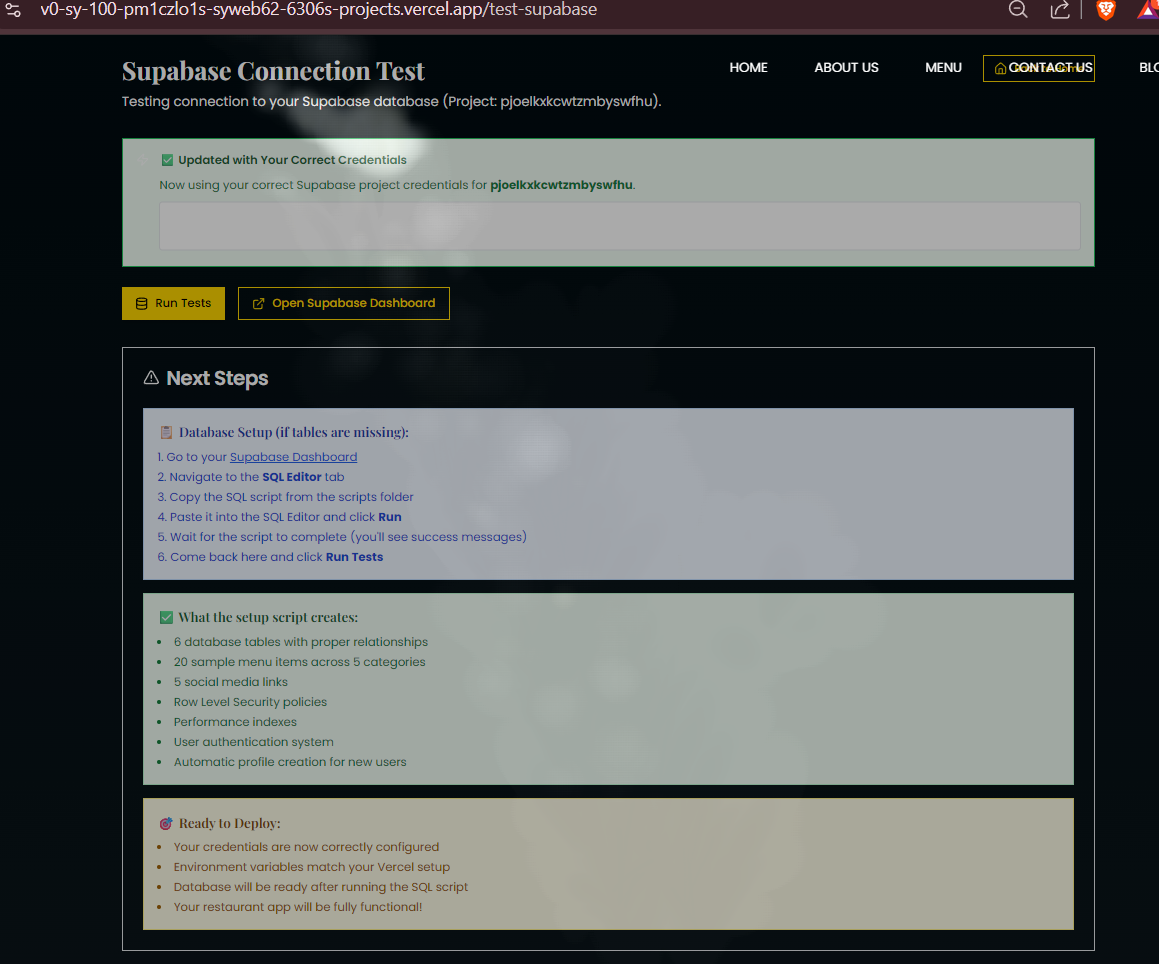 v0-sy-100-pm1czlo1s-syweb62-6306s-projects.vercel.app/test-supabase
Supabase Connection Test
HOME
ABOUT US
MENU
CONTACT US
BLO
Testing connection to your Supabase database (Project: pjoelkxkcwtzmbyswfhu).
✅ Updated with Your Correct Credentials
Now using your correct Supabase project credentials for pjoelkxkcwtzmbyswfhu.
Run Tests
Open Supabase Dashboard
Next Steps
📋 Database Setup (if tables are missing):
1. Go to your Supabase Dashboard
2. Navigate to the SQL Editor tab
3. Copy the SQL script from the scripts folder
4. Paste it into the SQL Editor and click Run
5. Wait for the script to complete (you'll see success messages)
6. Come back here and click Run Tests
✅ What the setup script creates:
• 6 database tables with proper relationships
• 20 sample menu items across 5 categories
• 5 social media links
• Row Level Security policies
• Performance indexes
• User authentication system
• Automatic profile creation for new users
🎯 Ready to Deploy:
• Your credentials are now correctly configured
• Environment variables match your Vercel setup
• Database will be ready after running the SQL script
• Your restaurant app will be fully functional!